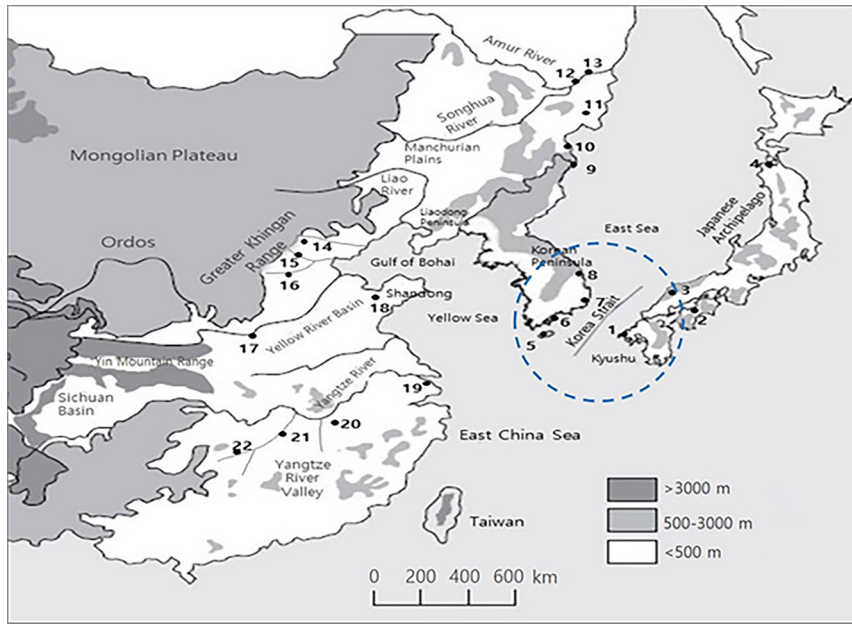 Amur River
13
12
Songhua
River
11
Manchurian
Plains
10
9
Mongolian Plateau
Liao
River
4
Japanese
Archipelago
Liaodong
Peninsula
East Sea
Ordos
Greater Khingan
Range
14
15
16
Gulf of Bohai
Korean
Peninsula
8
Shandong
18
Yellow River Basin
Yellow Sea
7
6
5
Korea Strait
3
2
1
Kyushu
17
Yin Mountain Range
Sichuan
Basin
Yangtze River
19
20
21
22
East China Sea
Yangtze
River
Valley
Taiwan
>3000 m
500-3000 m
<500 m
0 200 400 600 km